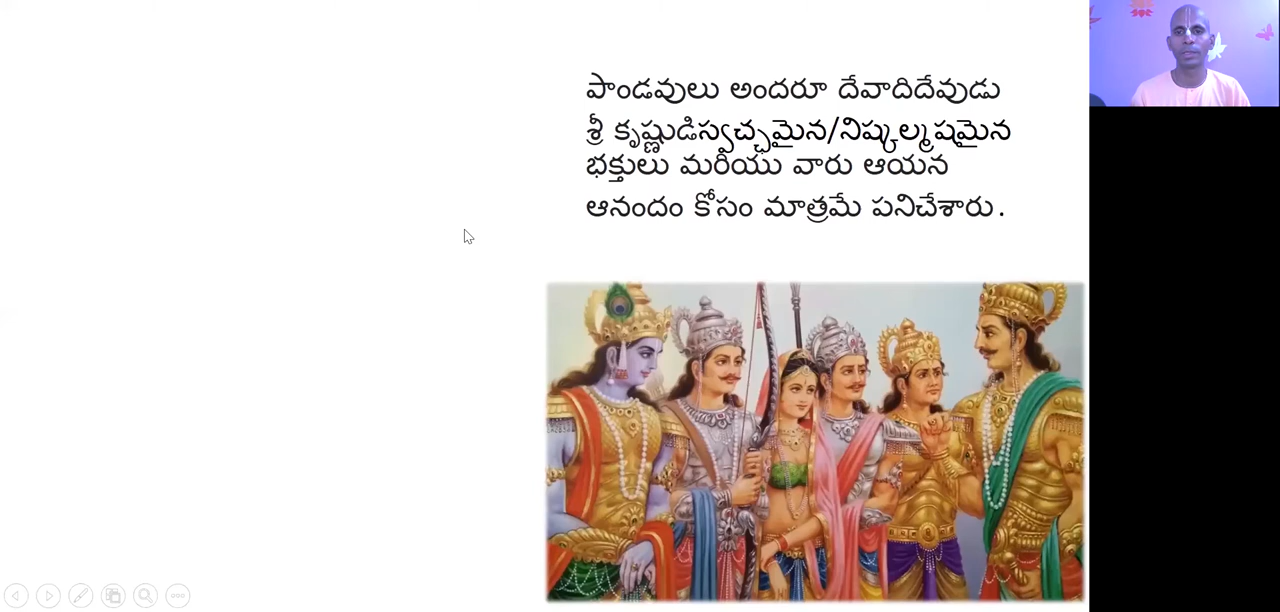 పాండవులు అందరూ దేవాదిదేవుడు
శ్రీ కృష్ణుడిస్వచ్ఛమైన/నిష్కల్మషమైన
భక్తులు మరియు వారు ఆయన
ఆనందం కోసం మాత్రమే పనిచేశారు.